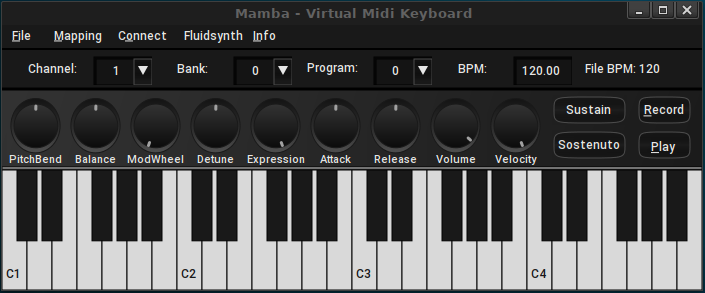 Mamba - Virtual Midi Keyboard
File Mapping Connect Fluidsynth Info
Channel: 1 Bank: 0 Program: 0 BPM: 120.00 File BPM: 120
Sustain Record
PitchBend Balance ModWheel Detune Expression Attack Release Volume Velocity
Sostenuto Play
C1 C2 C3 C4